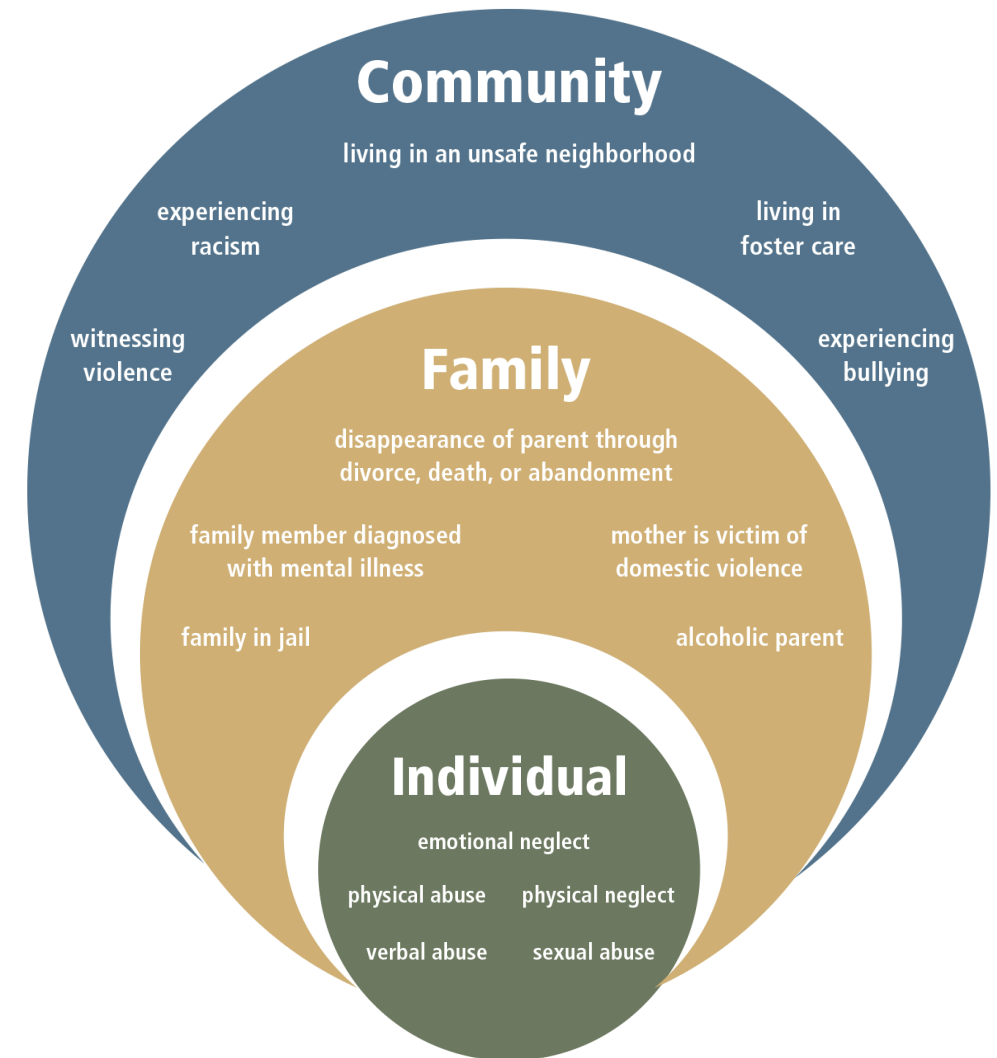 Community
living in an unsafe neighborhood
experiencing
racism
living in
foster care
witnessing
violence
experiencing
bullying
Family
disappearance of parent through
divorce, death, or abandonment
family member diagnosed
with mental illness
mother is victim of
domestic violence
family in jail
alcoholic parent
Individual
emotional neglect
physical abuse
physical neglect
verbal abuse
sexual abuse